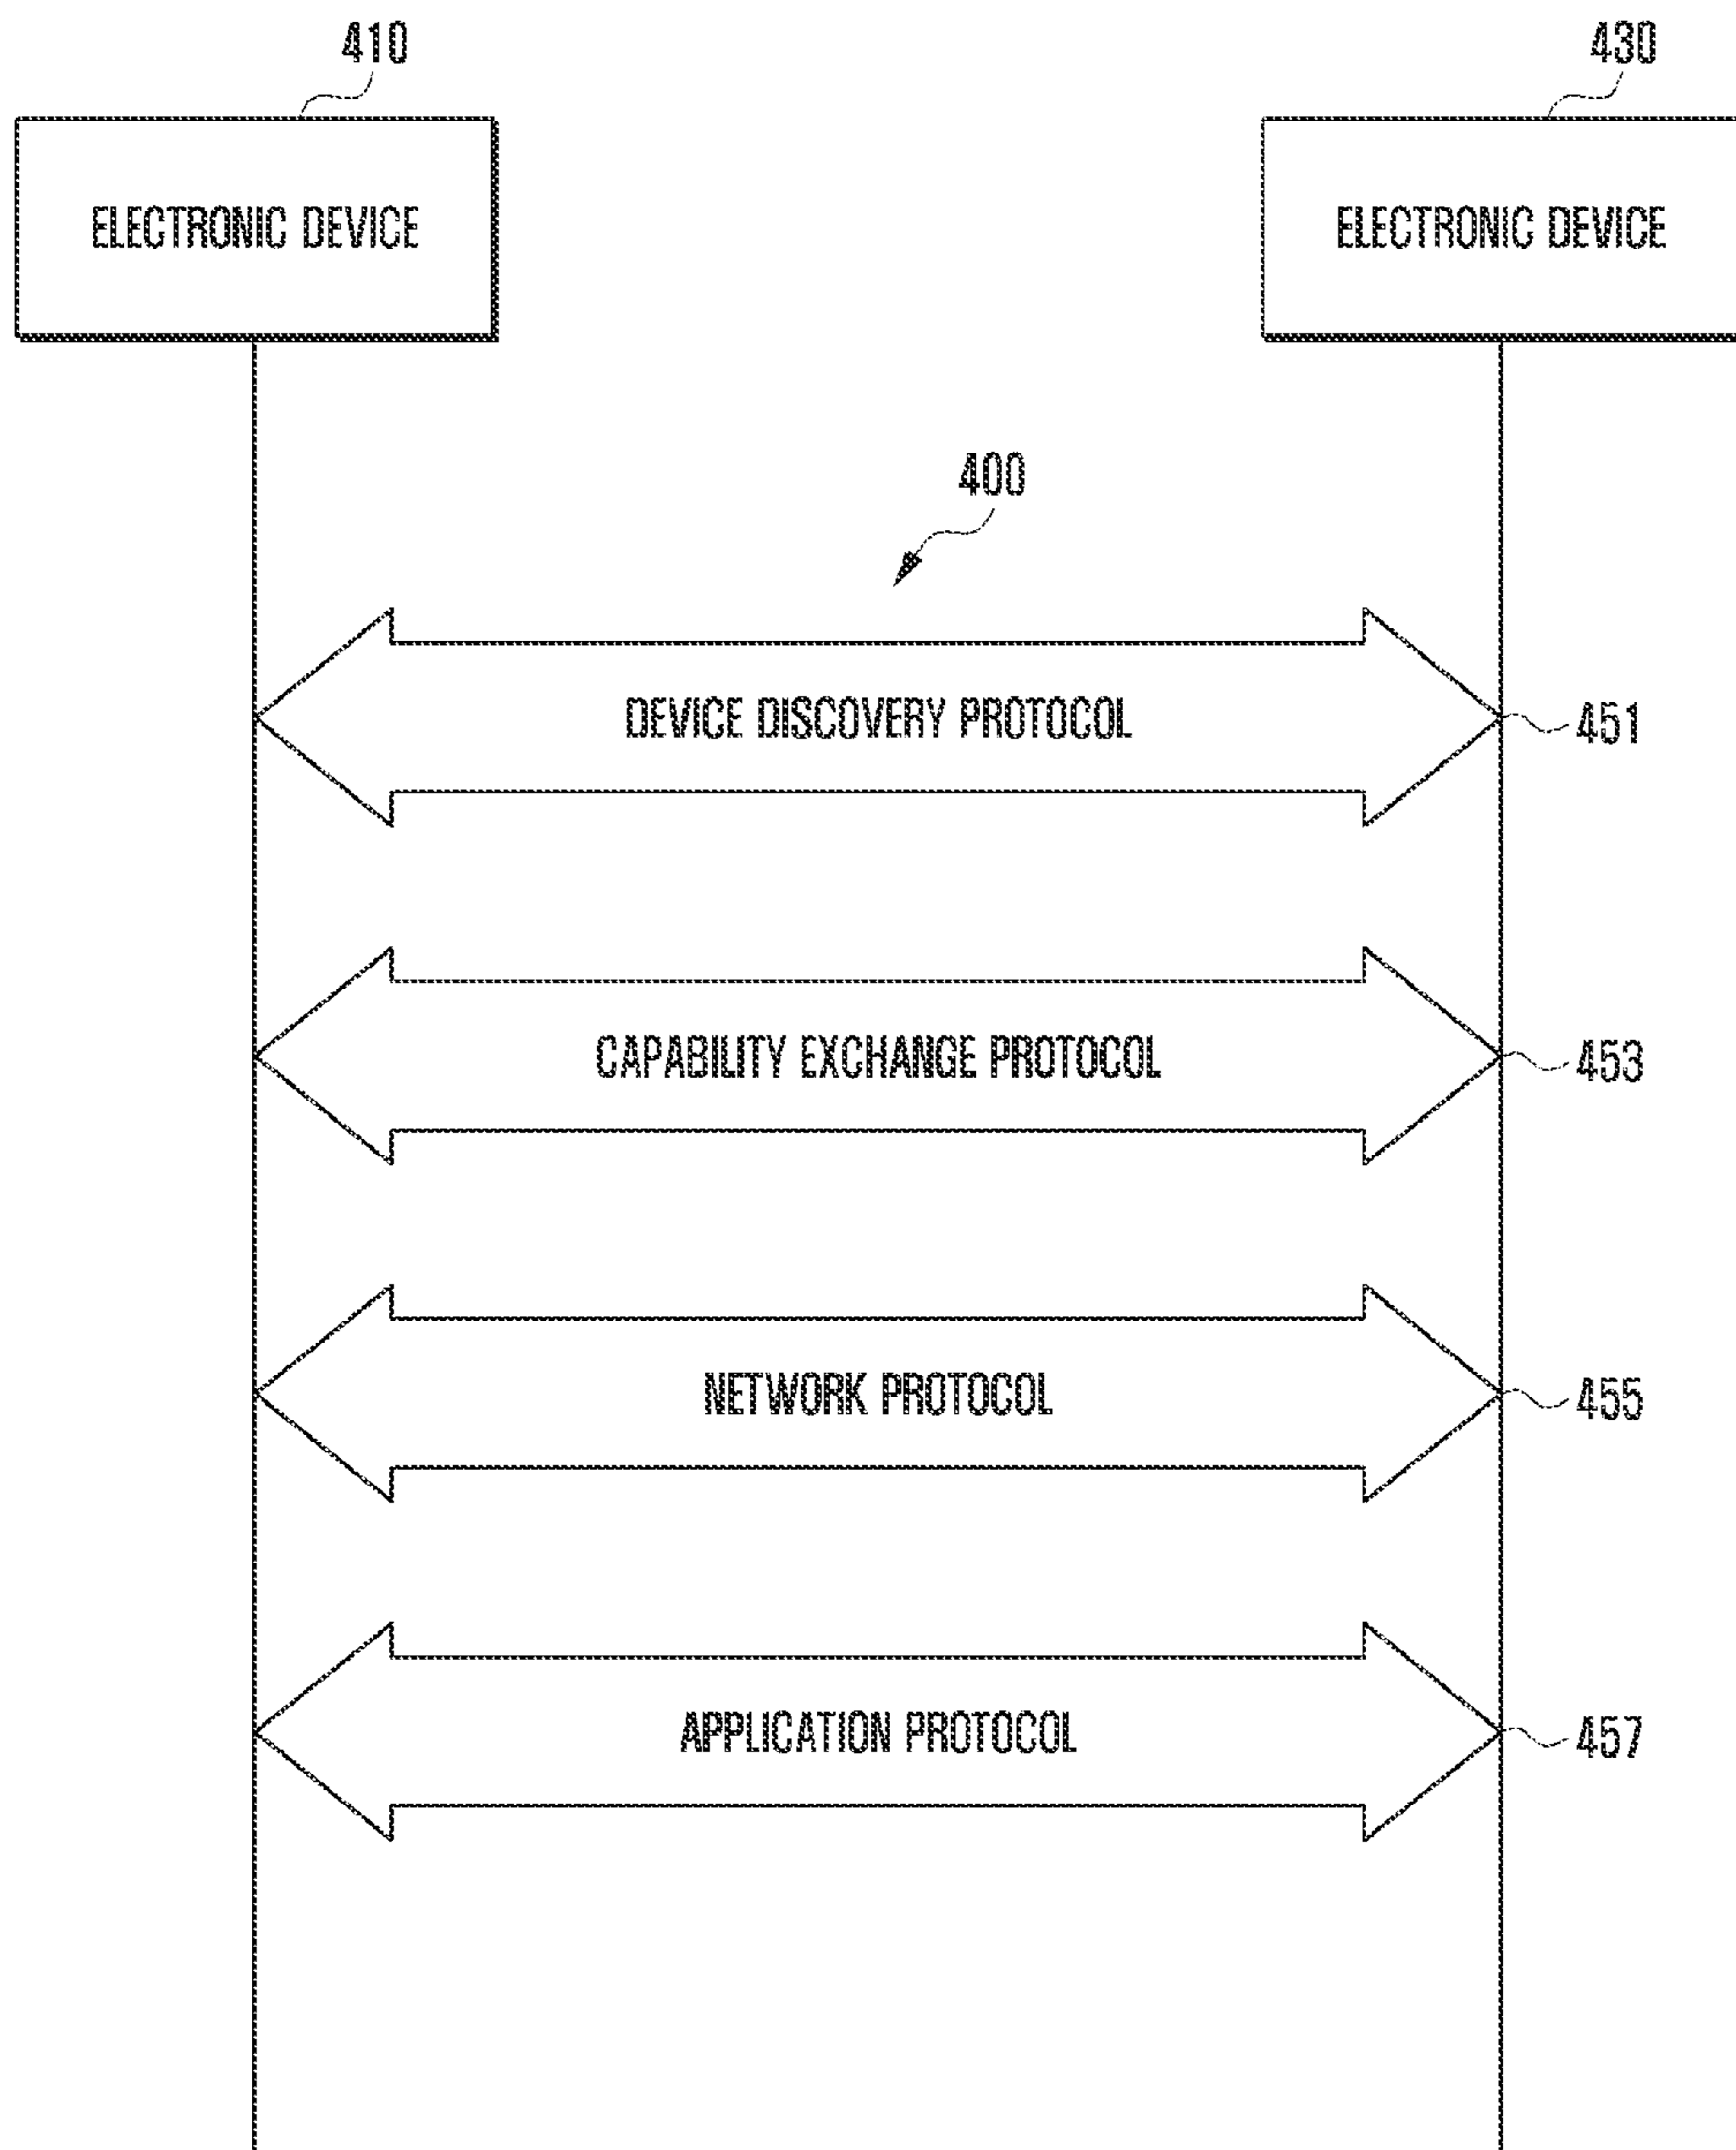 410
430
ELECTRONIC DEVICE
ELECTRONIC DEVICE
400
DEVICE DISCOVERY PROTOCOL
451
CAPABILITY EXCHANGE PROTOCOL
453
NETWORK PROTOCOL
455
APPLICATION PROTOCOL
457